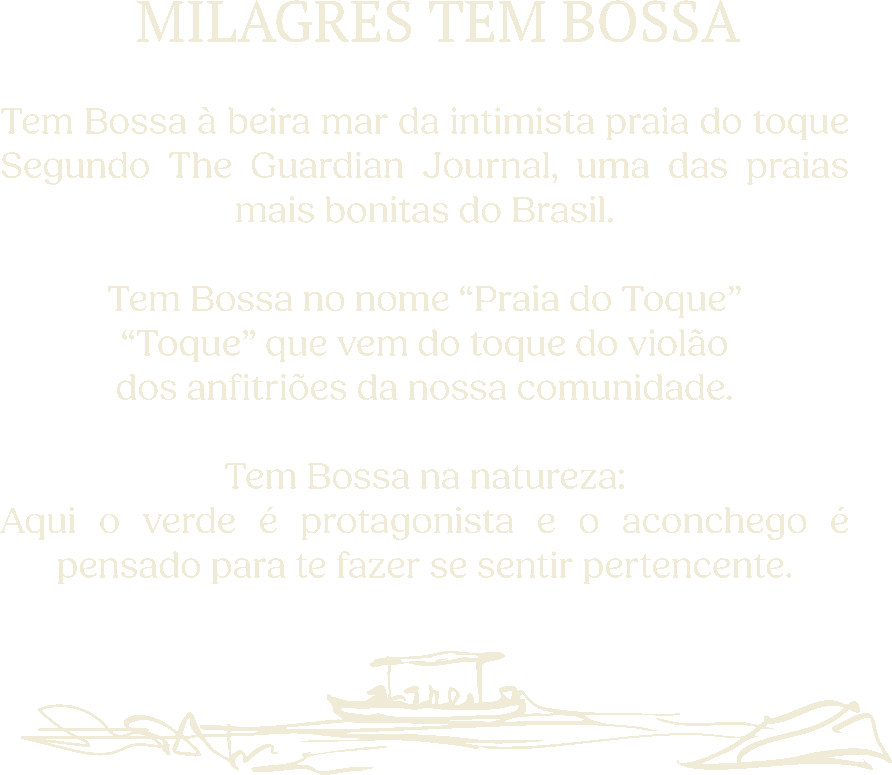 MILAGRES TEM BOSSA
Tem Bossa à beira mar da intimista praia do toque
Segundo The Guardian Journal, uma das praias
mais bonitas do Brasil.
Tem Bossa no nome “Praia do Toque”
“Toque” que vem do toque do violão
dos anfitriões da nossa comunidade.
Tem Bossa na natureza:
Aqui o verde é protagonista e o aconchego é
pensado para te fazer se sentir pertencente.